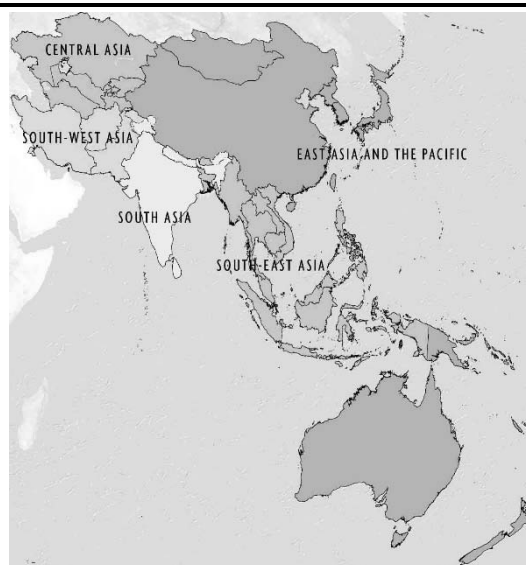 CENTRAL ASIA
SOUTH-WEST ASIA
EAST ASIA AND THE PACIFIC
SOUTH ASIA
SOUTH-EAST ASIA